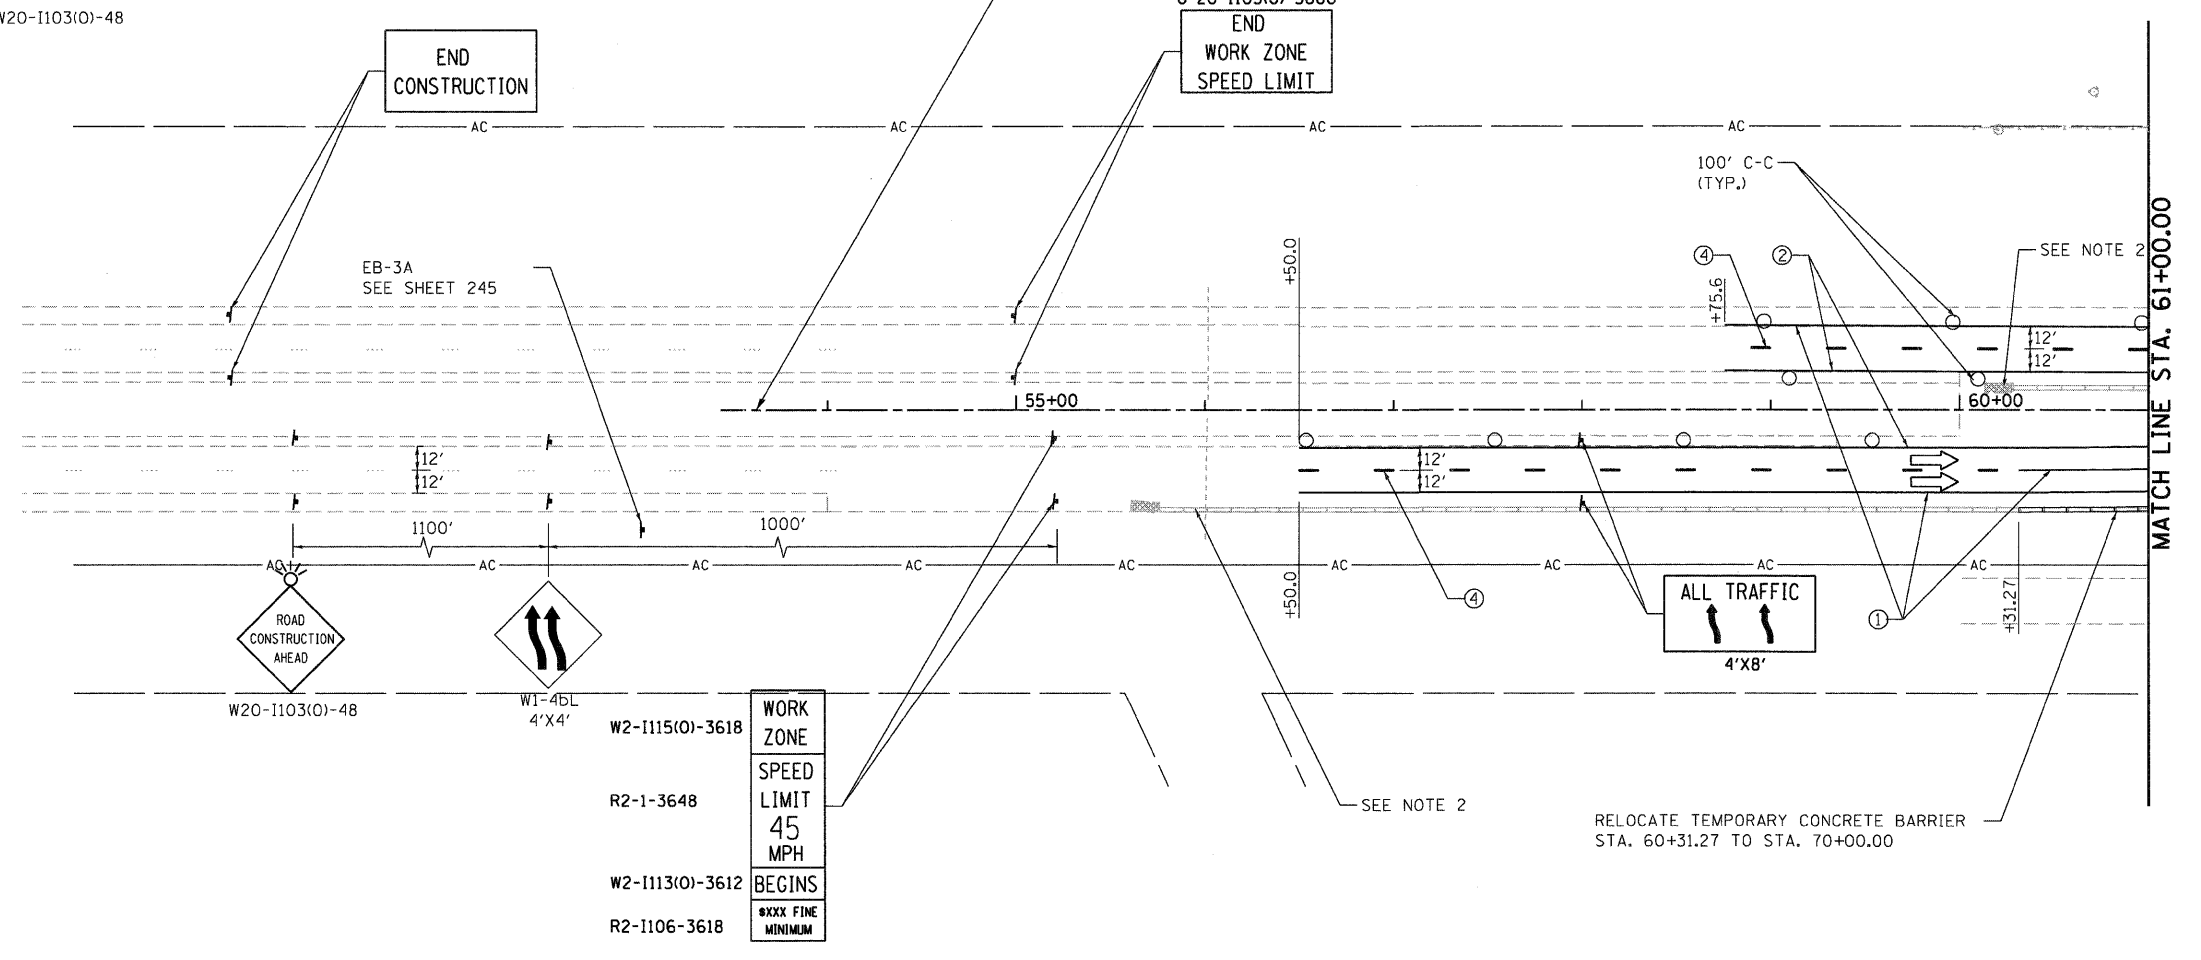 W20-I103(O)-48
END
CONSTRUCTION
END
WORK ZONE
SPEED LIMIT
AC
AC
AC
AC
100' C-C
(TYP.)
+50.0
4
2
SEE NOTE 2
+75.6
EB-3A
SEE SHEET 245
12'
12'
55+00
60+00
12'
12'
12'
12'
1100'
1000'
AC
AC
AC
AC
AC
AC
AC
AC
AC
+50.0
4
1
+31.27
ALL TRAFFIC
4'X8'
ROAD
CONSTRUCTION
AHEAD
W20-I103(O)-48
W1-4bL
4'X4'
W2-I115(O)-3618
WORK
ZONE
R2-1-3648
SPEED
LIMIT
45
MPH
W2-I113(O)-3612
BEGINS
R2-I106-3618
$XXX FINE
MINIMUM
SEE NOTE 2
RELOCATE TEMPORARY CONCRETE BARRIER
STA. 60+31.27 TO STA. 70+00.00
MATCH LINE STA. 61+00.00